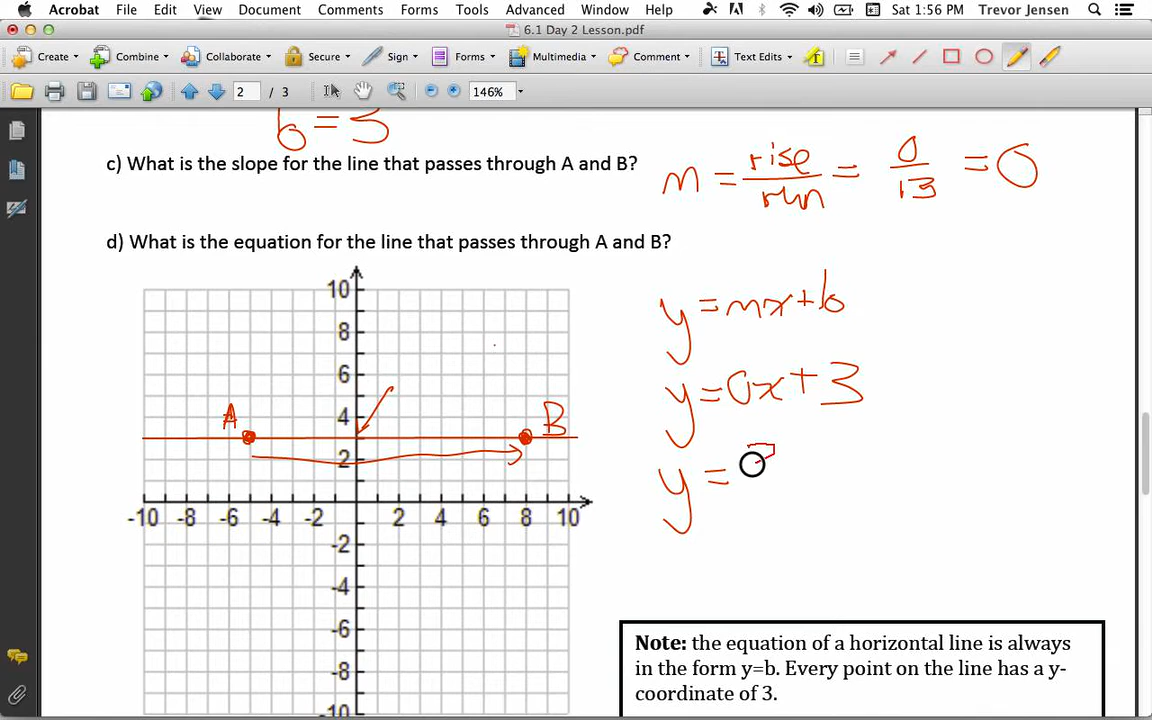 Acrobat File Edit View Document Comments Forms Tools Advanced Window Help Sat 1:56 PM Trevor Jensen
6.1 Day 2 Lesson.pdf
Create Combine Collaborate Secure Sign Forms Multimedia Comment Text Edits
2 / 3 146%
b = 3
c) What is the slope for the line that passes through A and B?
m = rise/run = 0/13 = 0
d) What is the equation for the line that passes through A and B?
y = mx + b
y = 0x + 3
y =
A B
10
8
6
4
2
-10 -8 -6 -4 -2 2 4 6 8 10
-2
-4
-6
-8
-10
Note: the equation of a horizontal line is always
in the form y=b. Every point on the line has a y-
coordinate of 3.